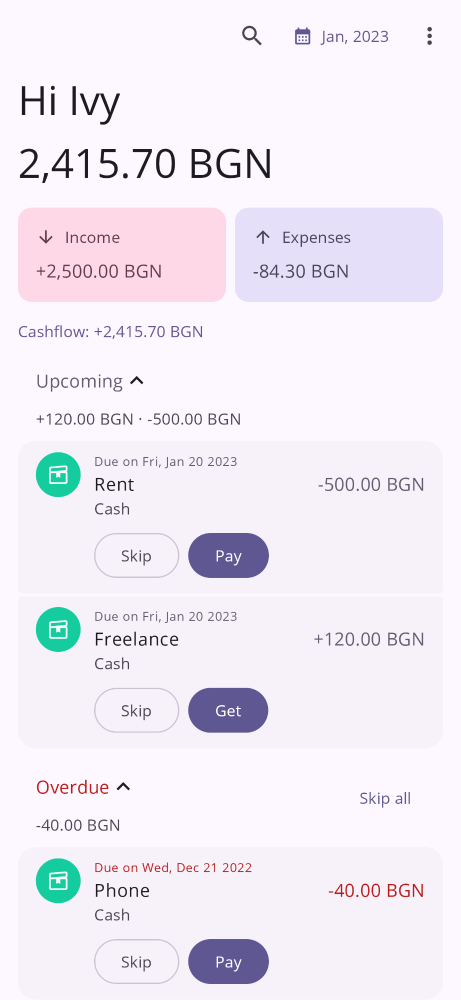 Jan, 2023
Hi Ivy
2,415.70 BGN
Income
+2,500.00 BGN
Expenses
-84.30 BGN
Cashflow: +2,415.70 BGN
Upcoming
+120.00 BGN · -500.00 BGN
Due on Fri, Jan 20 2023
Rent
-500.00 BGN
Cash
Skip
Pay
Due on Fri, Jan 20 2023
Freelance
+120.00 BGN
Cash
Skip
Get
Overdue
Skip all
-40.00 BGN
Due on Wed, Dec 21 2022
Phone
-40.00 BGN
Cash
Skip
Pay